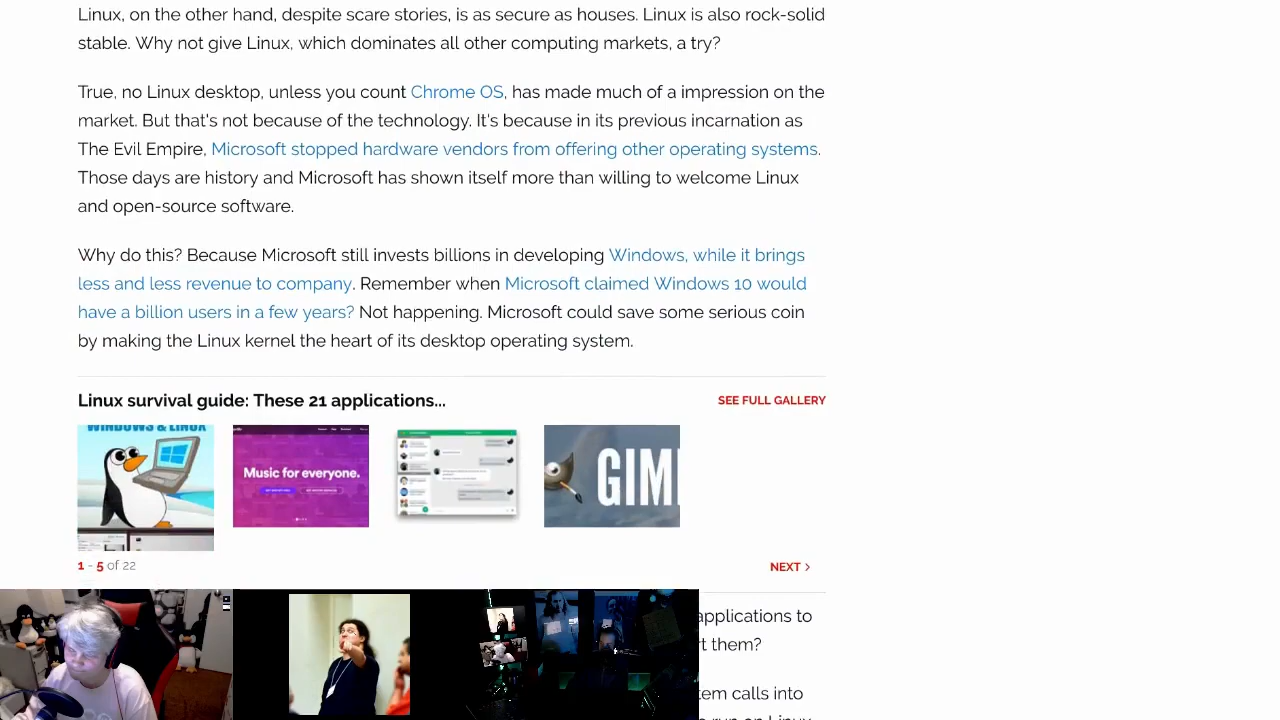 Linux, on the other hand, despite scare stories, is as secure as houses. Linux is also rock-solid
stable. Why not give Linux, which dominates all other computing markets, a try?
True, no Linux desktop, unless you count Chrome OS, has made much of a impression on the
market. But that's not because of the technology. It's because in its previous incarnation as
The Evil Empire, Microsoft stopped hardware vendors from offering other operating systems.
Those days are history and Microsoft has shown itself more than willing to welcome Linux
and open-source software.
Why do this? Because Microsoft still invests billions in developing Windows, while it brings
less and less revenue to company. Remember when Microsoft claimed Windows 10 would
have a billion users in a few years? Not happening. Microsoft could save some serious coin
by making the Linux kernel the heart of its desktop operating system.
Linux survival guide: These 21 applications...
SEE FULL GALLERY
WINDOWS & LINUX
Music for everyone.
GIM
1 - 5 of 22
NEXT >
applications to
t them?
em calls into